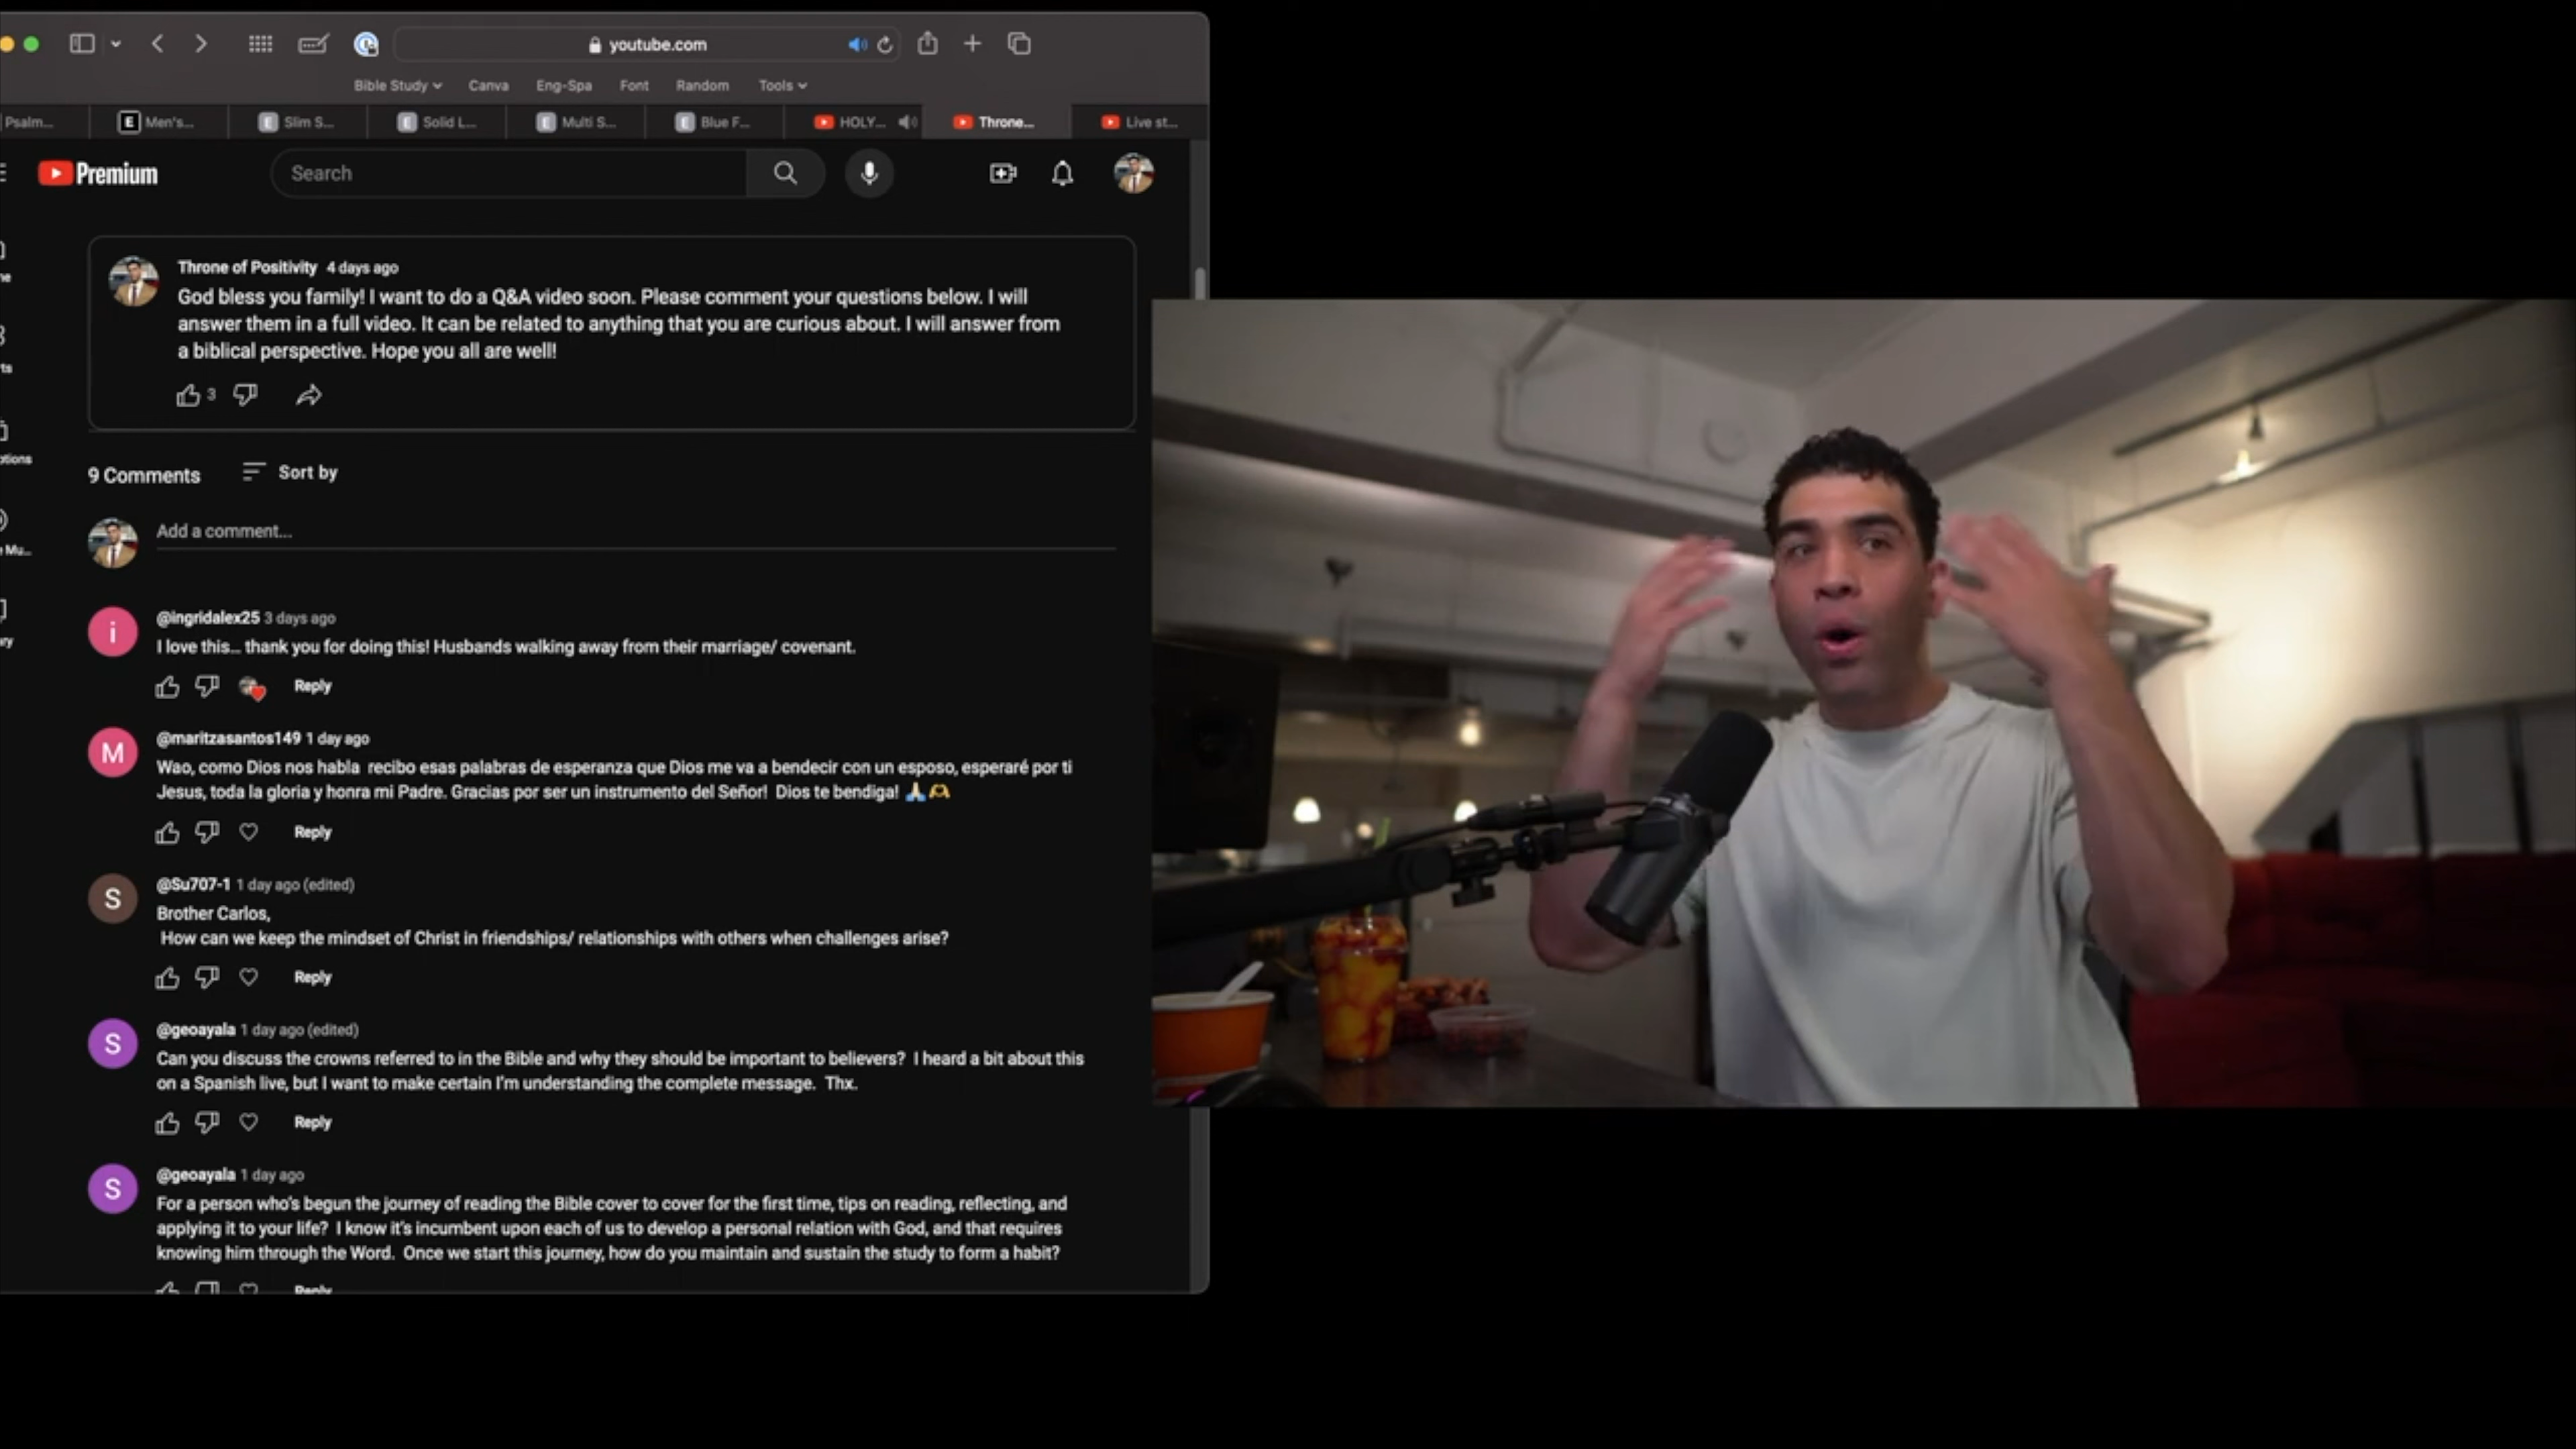 youtube.com
Bible Study Canva Eng-Spa Font Random Tools
Psalm... Men's... Slim S... Solid L... Multi S... Blue F... HOLY... Throne... Live st...
Premium
Search
Throne of Positivity 4 days ago
God bless you family! I want to do a Q&A video soon. Please comment your questions below. I will
answer them in a full video. It can be related to anything that you are curious about. I will answer from
a biblical perspective. Hope you all are well!
3
9 Comments Sort by
Add a comment...
i
@ingridalex25 3 days ago
I love this... thank you for doing this! Husbands walking away from their marriage/ covenant.
Reply
M
@maritzasantos149 1 day ago
Wao, como Dios nos habla recibo esas palabras de esperanza que Dios me va a bendecir con un esposo, esperaré por ti
Jesus, toda la gloria y honra mi Padre. Gracias por ser un instrumento del Señor! Dios te bendiga! 🙏🫶
Reply
S
@Su707-1 1 day ago (edited)
Brother Carlos,
How can we keep the mindset of Christ in friendships/ relationships with others when challenges arise?
Reply
S
@geoayala 1 day ago (edited)
Can you discuss the crowns referred to in the Bible and why they should be important to believers? I heard a bit about this
on a Spanish live, but I want to make certain I'm understanding the complete message. Thx.
Reply
S
@geoayala 1 day ago
For a person who's begun the journey of reading the Bible cover to cover for the first time, tips on reading, reflecting, and
applying it to your life? I know it's incumbent upon each of us to develop a personal relation with God, and that requires
knowing him through the Word. Once we start this journey, how do you maintain and sustain the study to form a habit?
Reply